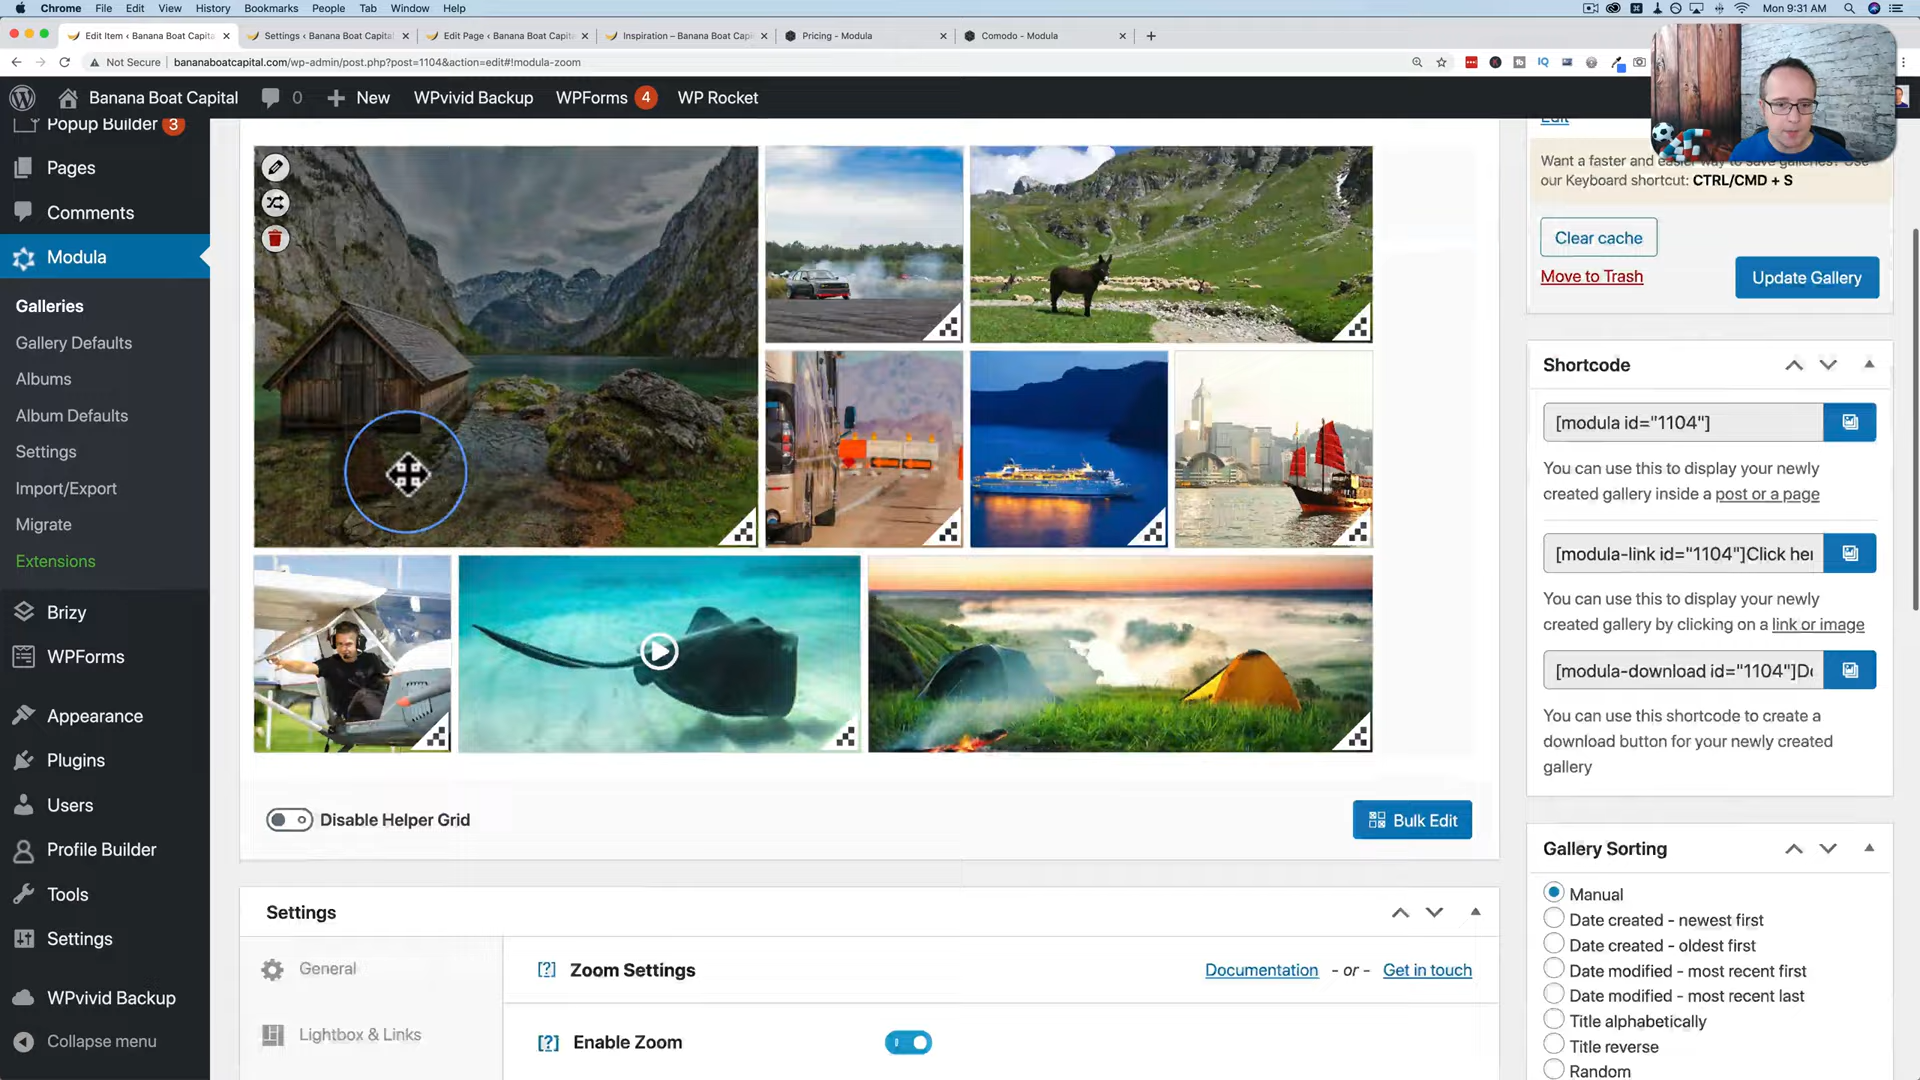 Chrome File Edit View History Bookmarks People Tab Window Help
Mon 9:31 AM
Edit Item ‹ Banana Boat Capital
Settings ‹ Banana Boat Capital
Edit Page ‹ Banana Boat Capital
Inspiration – Banana Boat Capi
Pricing - Modula
Comodo - Modula
Not Secure
bananaboatcapital.com/wp-admin/post.php?post=1104&action=edit#!modula-zoom
IQ
Banana Boat Capital
0
New
WPvivid Backup
WPForms 4
WP Rocket
Popup Builder 3
Pages
Comments
Modula
Galleries
Gallery Defaults
Albums
Album Defaults
Settings
Import/Export
Migrate
Extensions
Brizy
WPForms
Appearance
Plugins
Users
Profile Builder
Tools
Settings
WPvivid Backup
Collapse menu
Disable Helper Grid
Bulk Edit
Settings
General
Lightbox & Links
[?] Zoom Settings
Documentation - or - Get in touch
[?] Enable Zoom
Edit
Want a faster and easier way to save galleries? Use
our Keyboard shortcut: CTRL/CMD + S
Clear cache
Move to Trash
Update Gallery
Shortcode
[modula id="1104"]
You can use this to display your newly
created gallery inside a post or a page
[modula-link id="1104"]Click her
You can use this to display your newly
created gallery by clicking on a link or image
[modula-download id="1104"]Do
You can use this shortcode to create a
download button for your newly created
gallery
Gallery Sorting
Manual
Date created - newest first
Date created - oldest first
Date modified - most recent first
Date modified - most recent last
Title alphabetically
Title reverse
Random